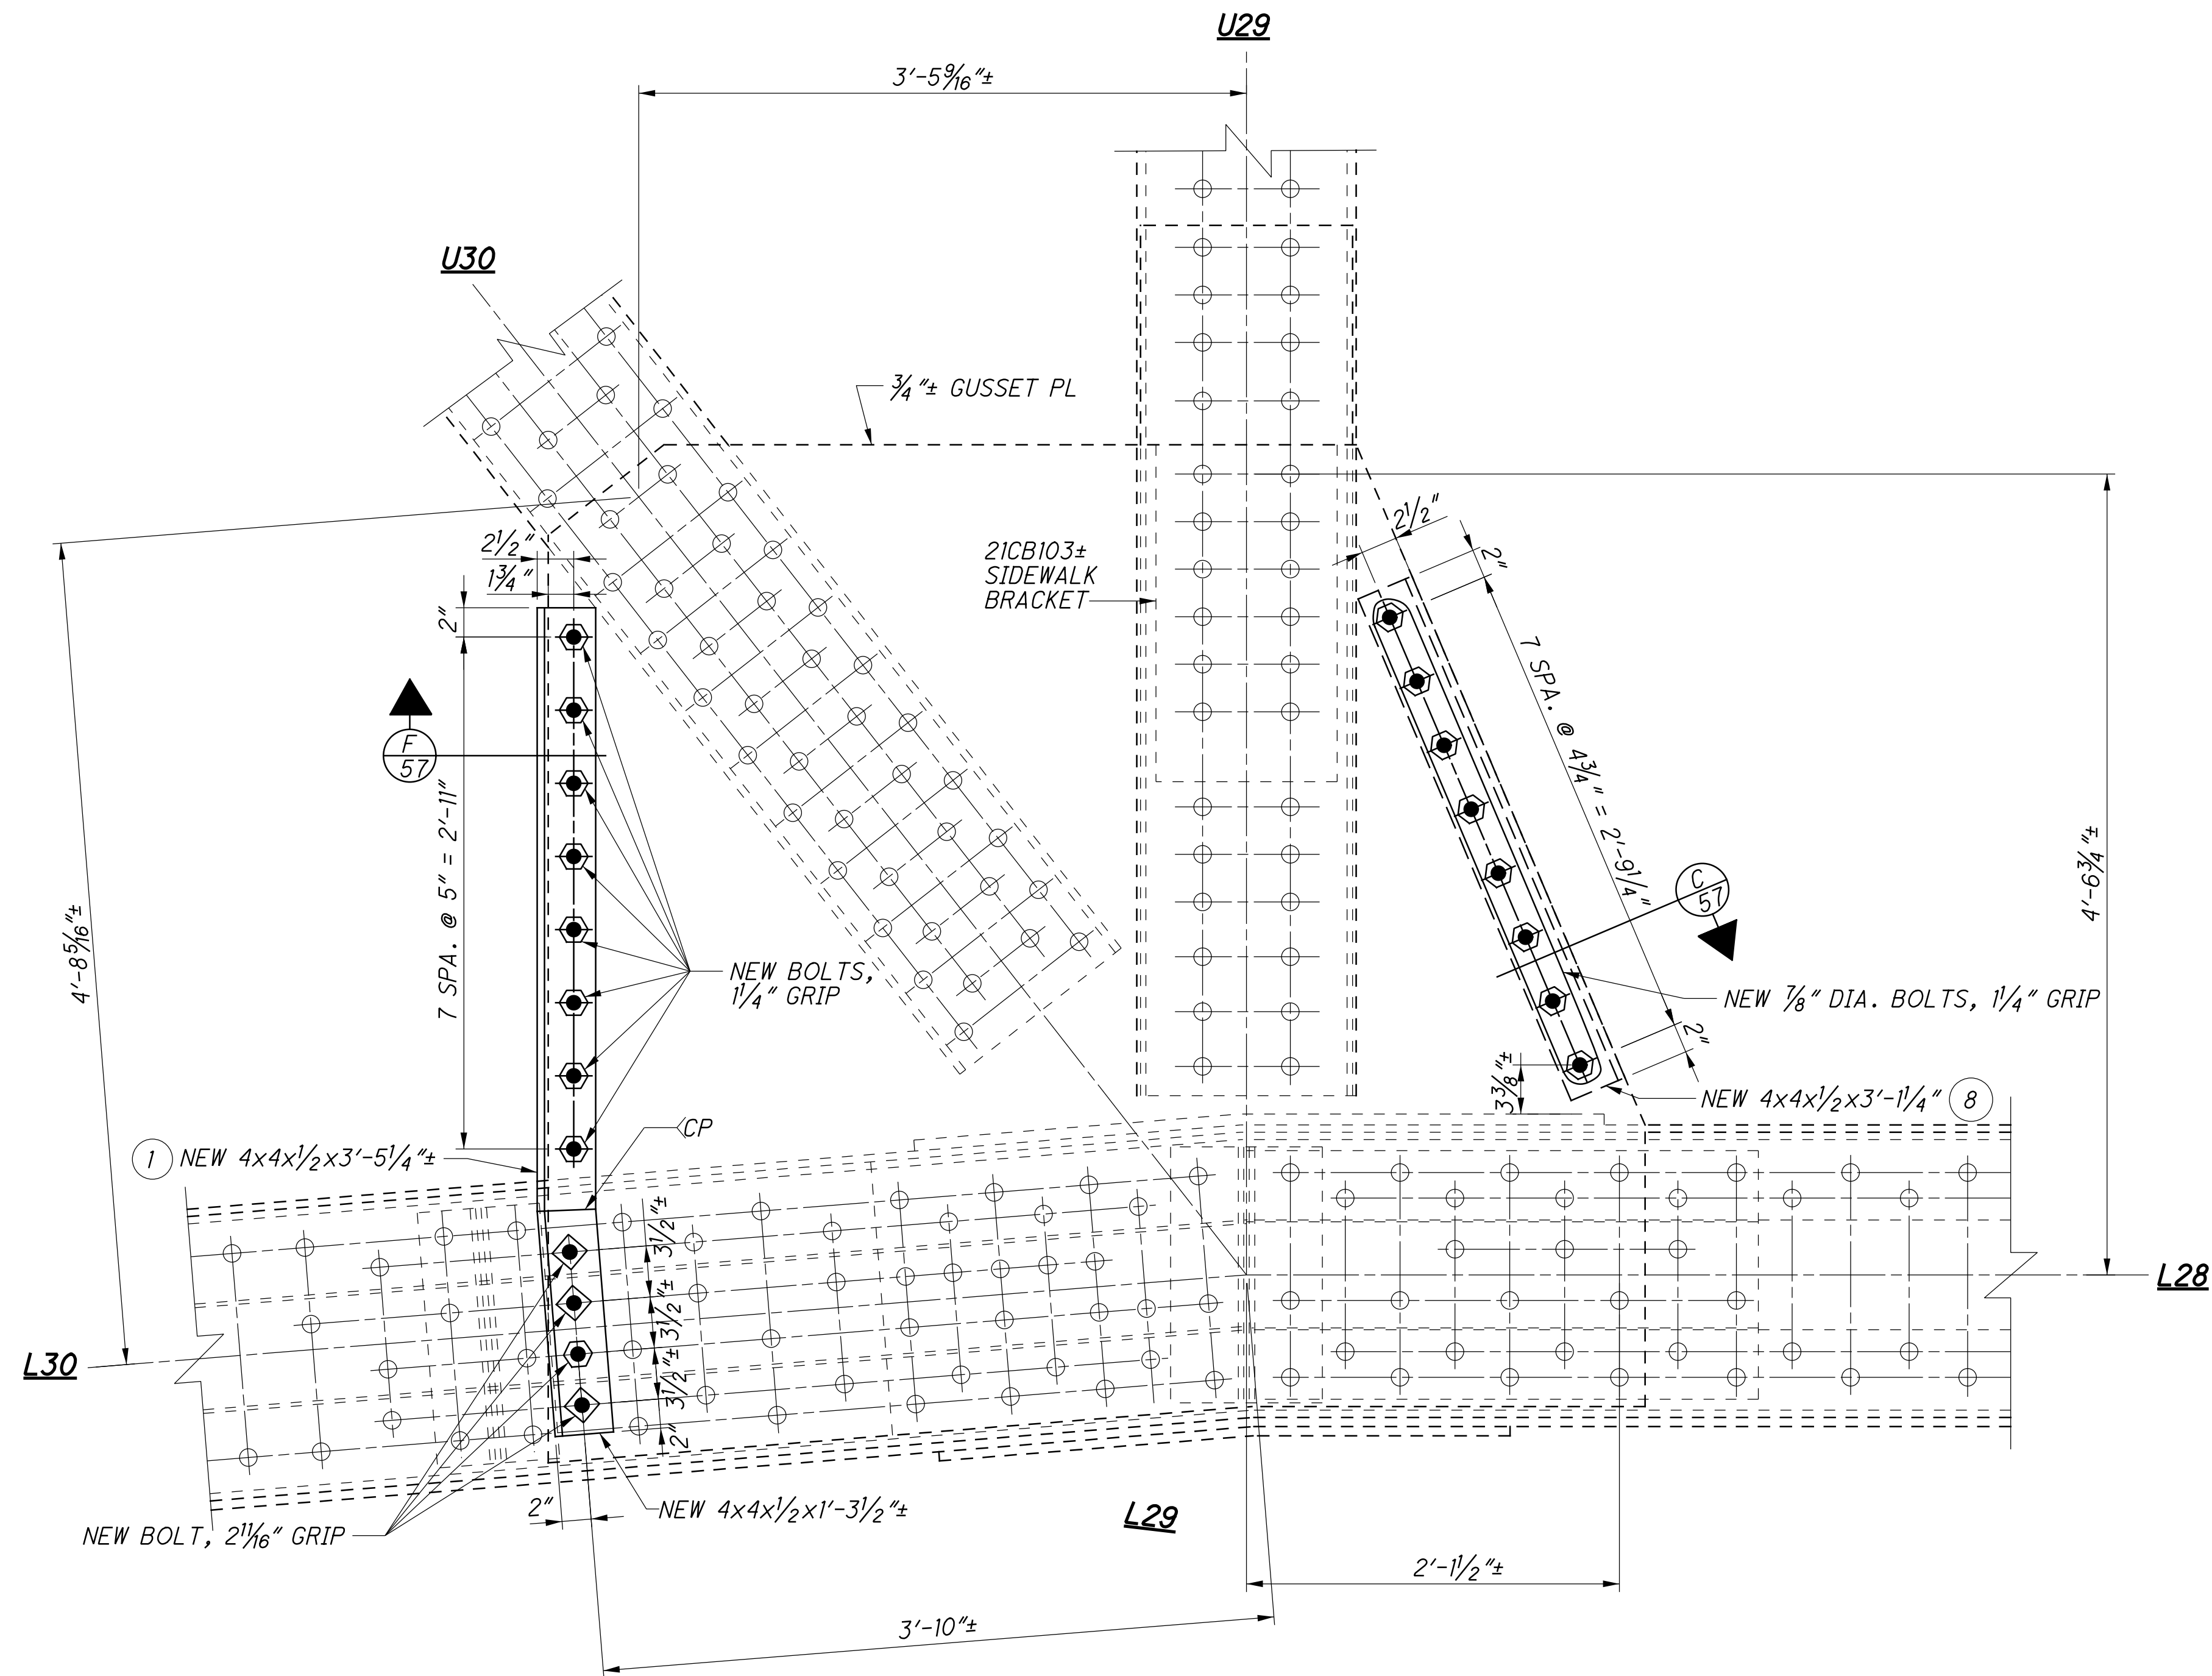 U29
3'-5 9/16"±
U30
3/4"± GUSSET PL
2 1/2"
1 3/4"
2"
21CB103±
SIDEWALK
BRACKET
2 1/2"
2"
F
57
7 SPA. @ 5" = 2'-11"
4'-8 5/16"±
7 SPA. @ 4 3/4" = 2'-9 1/4"
C
57
4'-6 3/4"±
NEW BOLTS,
1 1/4" GRIP
NEW 7/8" DIA. BOLTS, 1 1/4" GRIP
2"
3 3/8"±
NEW 4x4x1/2x3'-1 1/4" 8
CP
1 NEW 4x4x1/2x3'-5 1/4"±
3 1/2"±
3 1/2"±
3 1/2"±
2"
L28
L30
2"
NEW 4x4x1/2x1'-3 1/2"±
NEW BOLT, 2 11/16" GRIP
L29
2'-1 1/2"±
3'-10"±